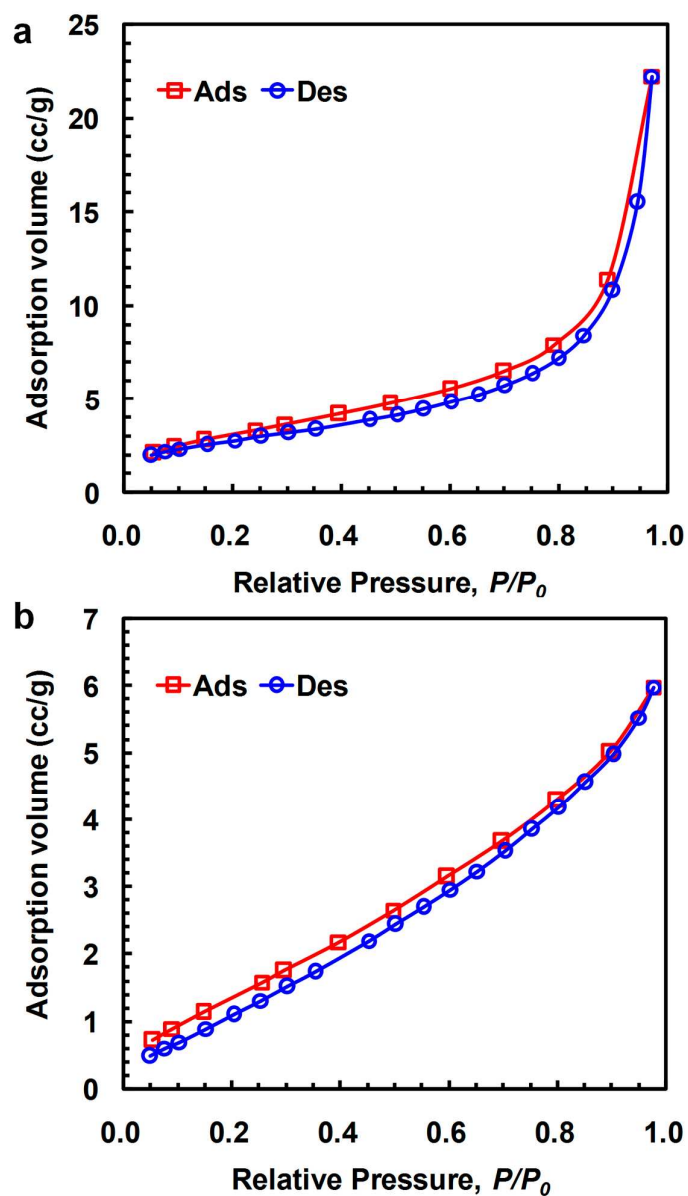 a
25
20
15
10
5
0
Adsorption volume (cc/g)
Ads Des
0.0 0.2 0.4 0.6 0.8 1.0
Relative Pressure, P/P0
b
7
6
5
4
3
2
1
0
Adsorption volume (cc/g)
Ads Des
0.0 0.2 0.4 0.6 0.8 1.0
Relative Pressure, P/P0